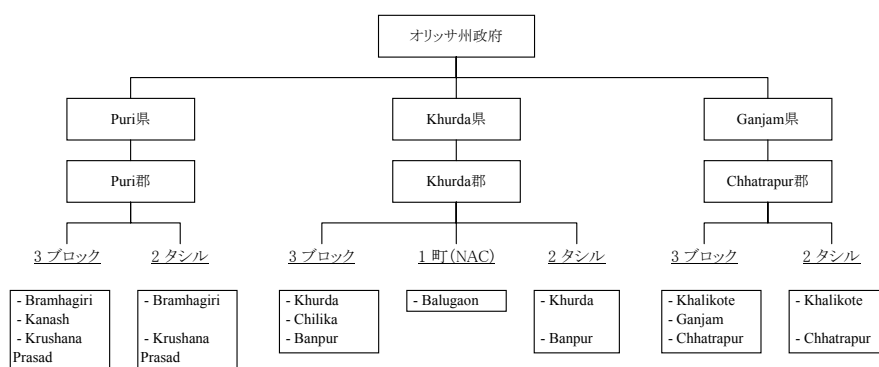 オリッサ州政府
Puri県
Khurda県
Ganjam県
Puri郡
Khurda郡
Chhatrapur郡
3 ブロック
2 タシル
3 ブロック
1 町(NAC)
2 タシル
3 ブロック
2 タシル
- Bramhagiri
- Kanash
- Krushana
Prasad
- Bramhagiri
- Krushana
Prasad
- Khurda
- Chilika
- Banpur
- Balugaon
- Khurda
- Banpur
- Khalikote
- Ganjam
- Chhatrapur
- Khalikote
- Chhatrapur